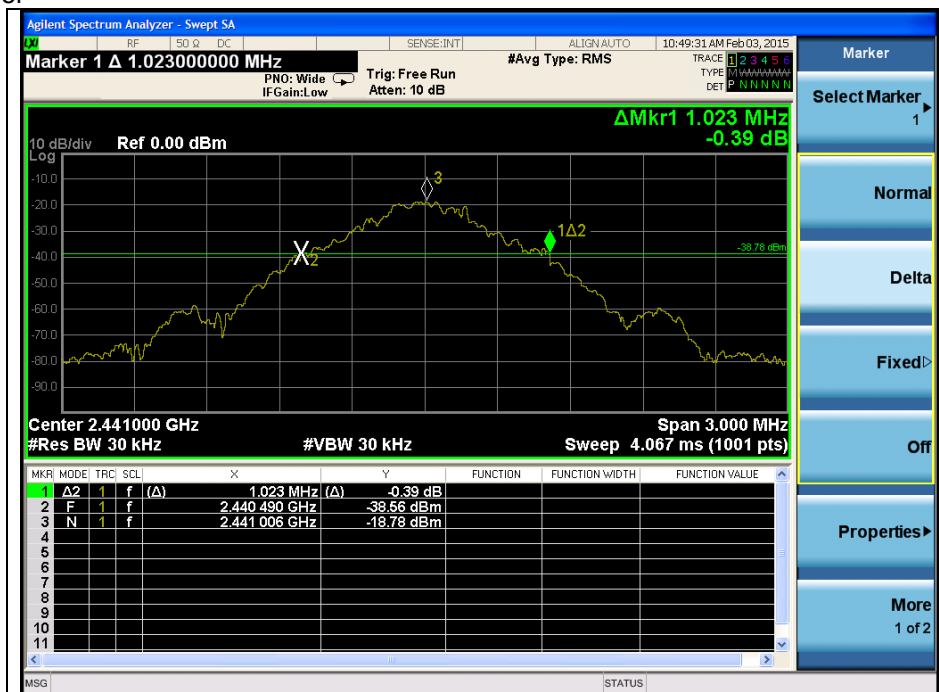 Agilent Spectrum Analyzer - Swept SA
LXI RF 50 Ω DC SENSE:INT ALIGN AUTO 10:49:31 AM Feb 03, 2015
Marker 1 Δ 1.023000000 MHz
PNO: Wide
IFGain:Low
Trig: Free Run
Atten: 10 dB
#Avg Type: RMS
TRACE 1 2 3 4 5 6
TYPE M WWWWW
DET P N N N N N
ΔMkr1 1.023 MHz
-0.39 dB
10 dB/div Ref 0.00 dBm
Log
-10.0
-20.0
-30.0
-40.0
-50.0
-60.0
-70.0
-80.0
-90.0
3
1Δ2
X2
-38.78 dBm
Center 2.441000 GHz Span 3.000 MHz
#Res BW 30 kHz #VBW 30 kHz Sweep 4.067 ms (1001 pts)
MKR MODE TRC SCL X Y FUNCTION FUNCTION WIDTH FUNCTION VALUE
1 Δ2 1 f (Δ) 1.023 MHz (Δ) -0.39 dB
2 F 1 f 2.440 490 GHz -38.56 dBm
3 N 1 f 2.441 006 GHz -18.78 dBm
4
5
6
7
8
9
10
11
MSG STATUS
Marker
Select Marker
1
Normal
Delta
Fixed
Off
Properties
More
1 of 2